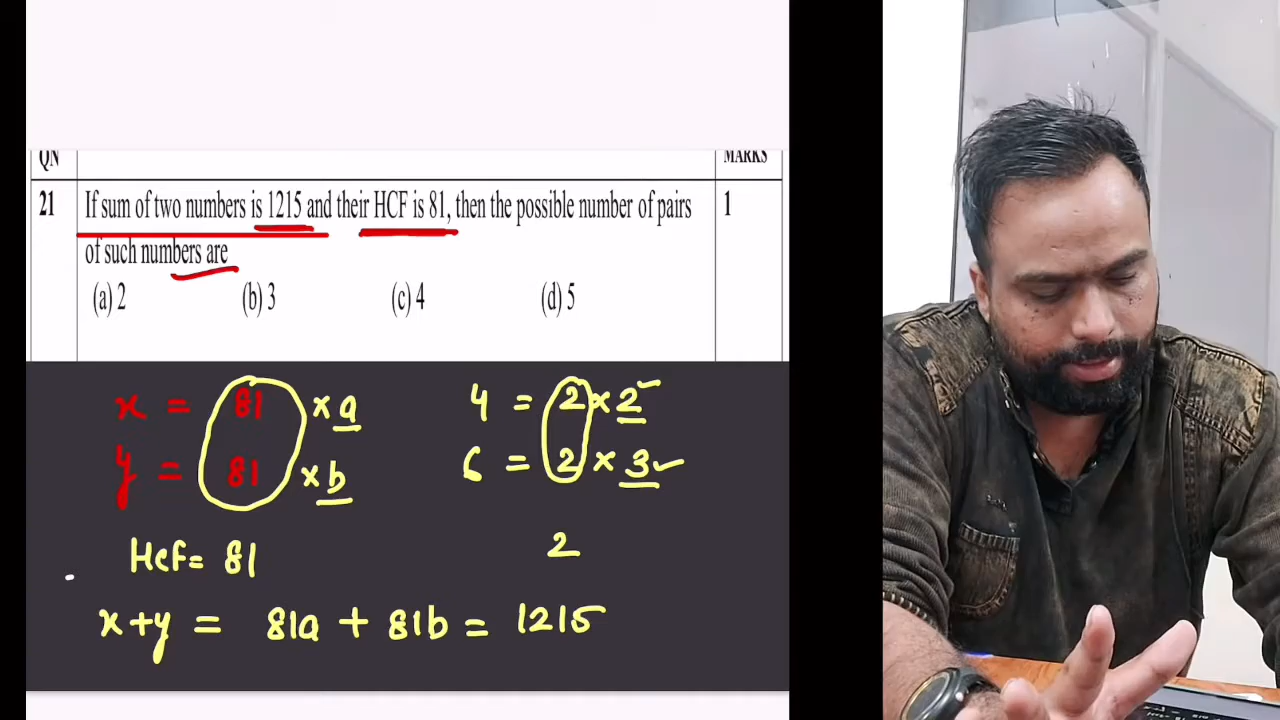 QN MARKS
21 If sum of two numbers is 1215 and their HCF is 81, then the possible number of pairs 1
of such numbers are
(a) 2 (b) 3 (c) 4 (d) 5
x = 81 × a 4 = 2 × 2
y = 81 × b 6 = 2 × 3
HCF = 81 2
x+y = 81a + 81b = 1215